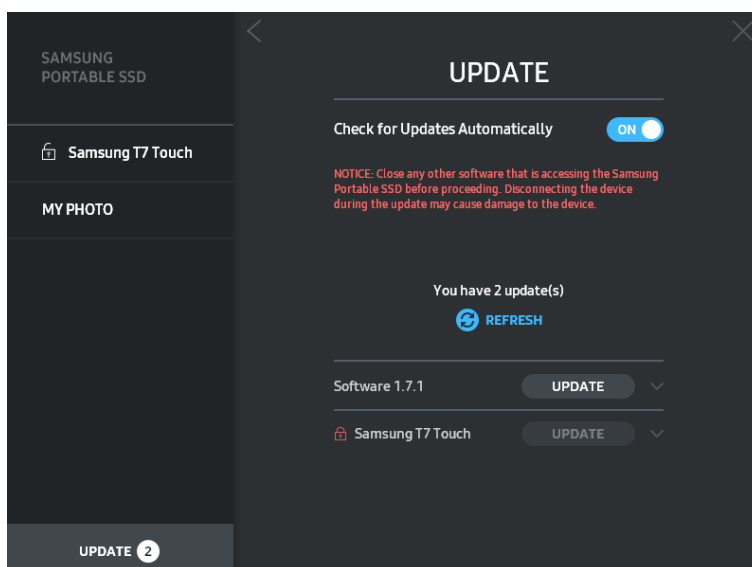 SAMSUNG
PORTABLE SSD
Samsung T7 Touch
MY PHOTO
UPDATE 2
UPDATE
Check for Updates Automatically ON
NOTICE: Close any other software that is accessing the Samsung
Portable SSD before proceeding. Disconnecting the device
during the update may cause damage to the device.
You have 2 update(s)
REFRESH
Software 1.7.1 UPDATE
Samsung T7 Touch UPDATE